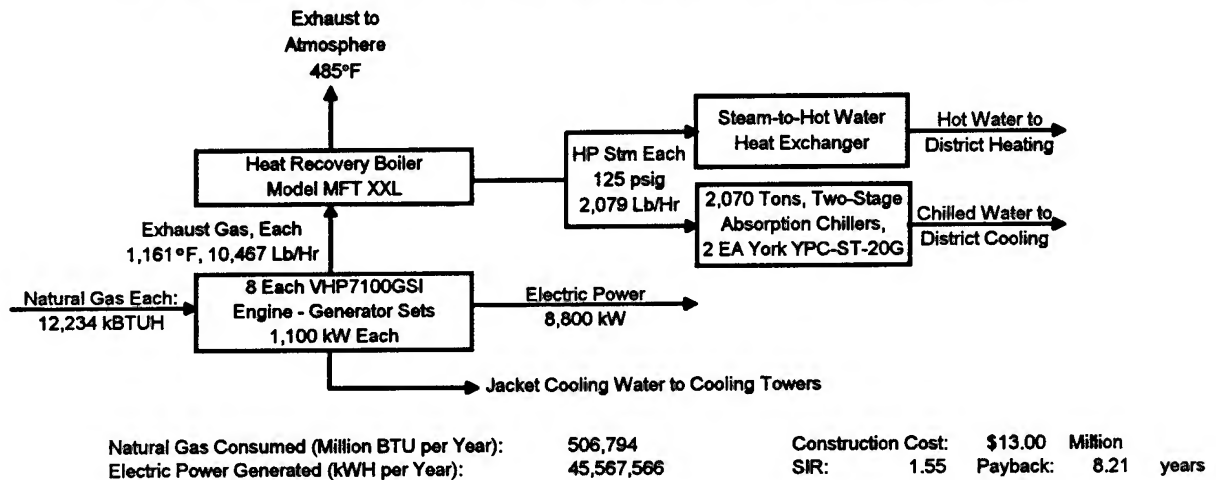 Exhaust to
Atmosphere
485°F
Heat Recovery Boiler
Model MFT XXL
HP Stm Each
125 psig
2,079 Lb/Hr
Steam-to-Hot Water
Heat Exchanger
Hot Water to
District Heating
2,070 Tons, Two-Stage
Absorption Chillers,
2 EA York YPC-ST-20G
Chilled Water to
District Cooling
Exhaust Gas, Each
1,161 °F, 10,467 Lb/Hr
Natural Gas Each:
12,234 kBTUH
8 Each VHP7100GSI
Engine - Generator Sets
1,100 kW Each
Electric Power
8,800 kW
Jacket Cooling Water to Cooling Towers
Natural Gas Consumed (Million BTU per Year): 506,794 Construction Cost: $13.00 Million
Electric Power Generated (kWH per Year): 45,567,566 SIR: 1.55 Payback: 8.21 years